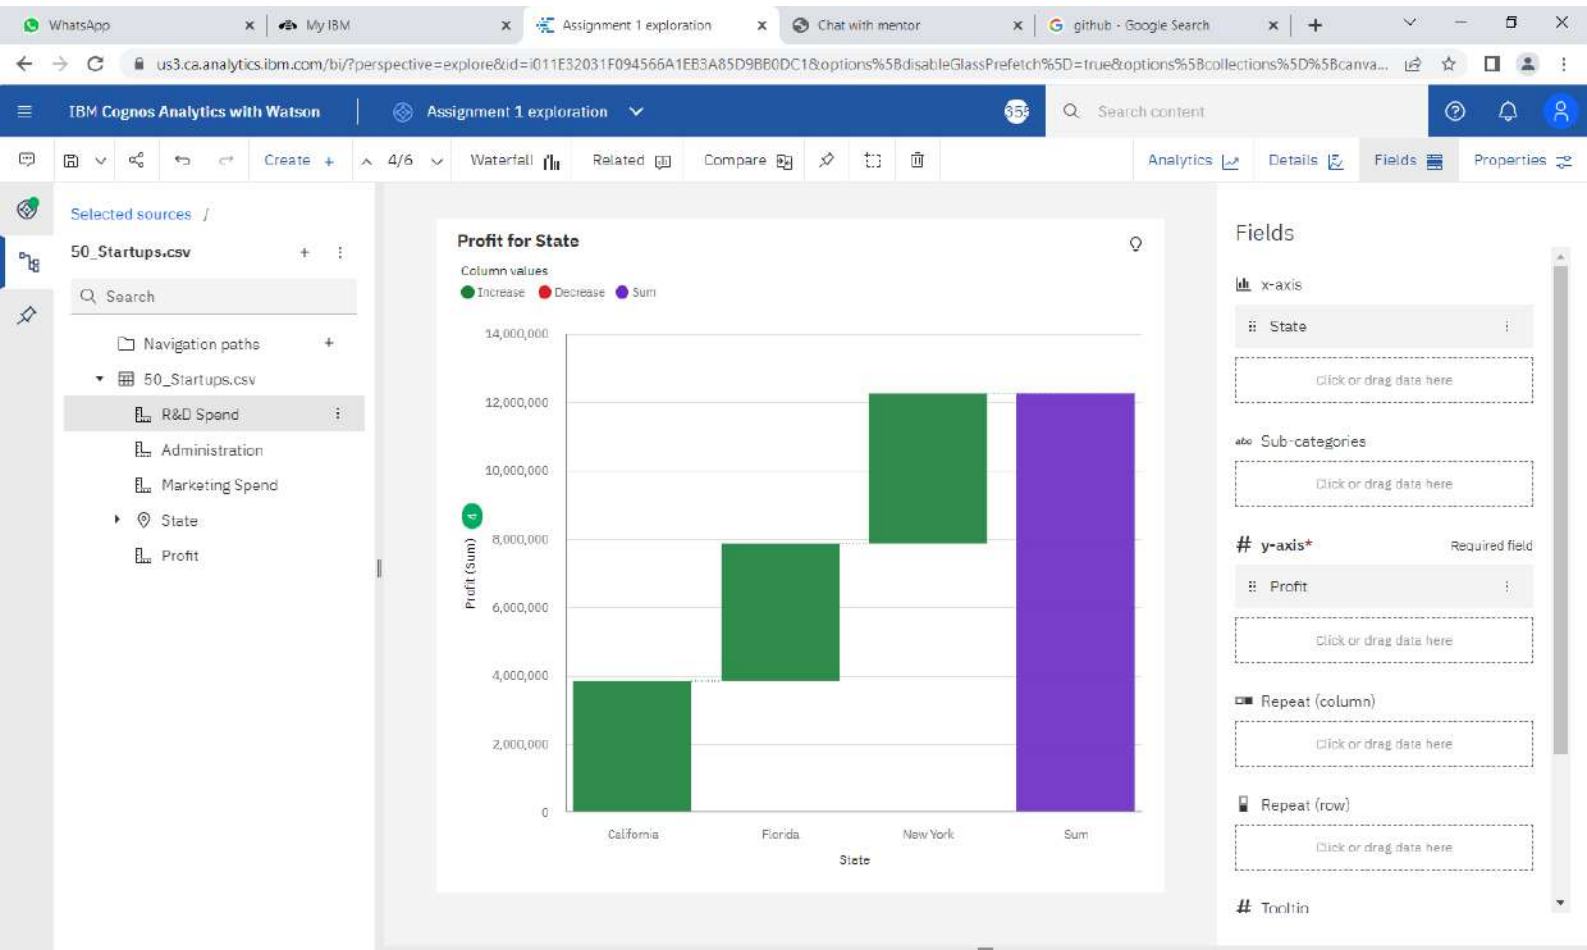 WhatsApp
My IBM
Assignment 1 exploration
Chat with mentor
G github - Google Search
us3.ca.analytics.ibm.com/bi/?perspective=explore&id=i011E32031F094566A1EB3A85D9BB0DC1&options%5BdisableGlassPrefetch%5D=true&options%5Bcollections%5D%5Bcanva...
IBM Cognos Analytics with Watson
Assignment 1 exploration
Search content
Create +
4/6
Waterfall
Related
Compare
Analytics
Details
Fields
Properties
Selected sources /
50_Startups.csv
Search
Navigation paths
50_Startups.csv
R&D Spend
Administration
Marketing Spend
State
Profit
Profit for State
Column values
Increase
Decrease
Sum
14,000,000
12,000,000
10,000,000
8,000,000
6,000,000
4,000,000
2,000,000
0
Profit (Sum)
California
Florida
New York
Sum
State
Fields
x-axis
State
Click or drag data here
abc Sub-categories
Click or drag data here
# y-axis*
Required field
Profit
Click or drag data here
Repeat (column)
Click or drag data here
Repeat (row)
Click or drag data here
# Tooltip